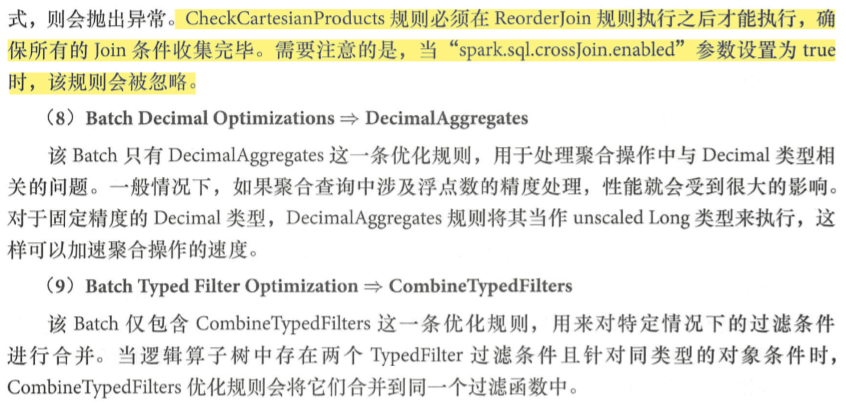 式，则会抛出异常。CheckCartesianProducts 规则必须在 ReorderJoin 规则执行之后才能执行，确
保所有的 Join 条件收集完毕。需要注意的是，当“spark.sql.crossJoin.enabled”参数设置为 true
时，该规则会被忽略。
（8）Batch Decimal Optimizations ⇒ DecimalAggregates
该 Batch 只有 DecimalAggregates 这一条优化规则，用于处理聚合操作中与 Decimal 类型相
关的问题。一般情况下，如果聚合查询中涉及浮点数的精度处理，性能就会受到很大的影响。
对于固定精度的 Decimal 类型，DecimalAggregates 规则将其当作 unscaled Long 类型来执行，这
样可以加速聚合操作的速度。
（9）Batch Typed Filter Optimization ⇒ CombineTypedFilters
该 Batch 仅包含 CombineTypedFilters 这一条优化规则，用来对特定情况下的过滤条件
进行合并。当逻辑算子树中存在两个 TypedFilter 过滤条件且针对同类型的对象条件时，
CombineTypedFilters 优化规则会将它们合并到同一个过滤函数中。